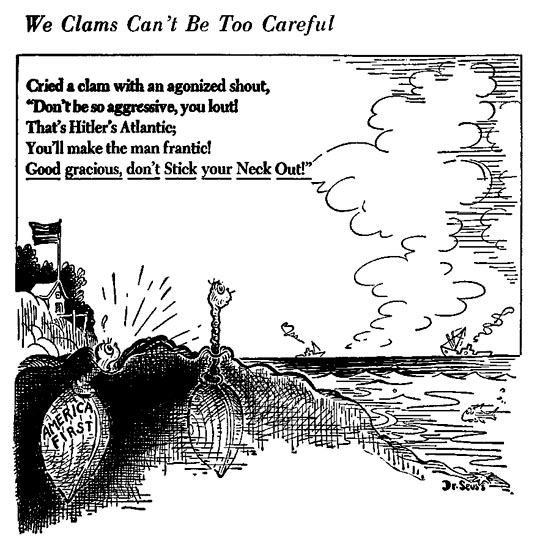 We Clams Can't Be Too Careful
Cried a clam with an agonized shout,
"Don't be so aggressive, you lout!
That's Hitler's Atlantic;
You'll make the man frantic!
Good gracious, don't Stick your Neck Out!"
AMERICA
FIRST
Dr. Seuss